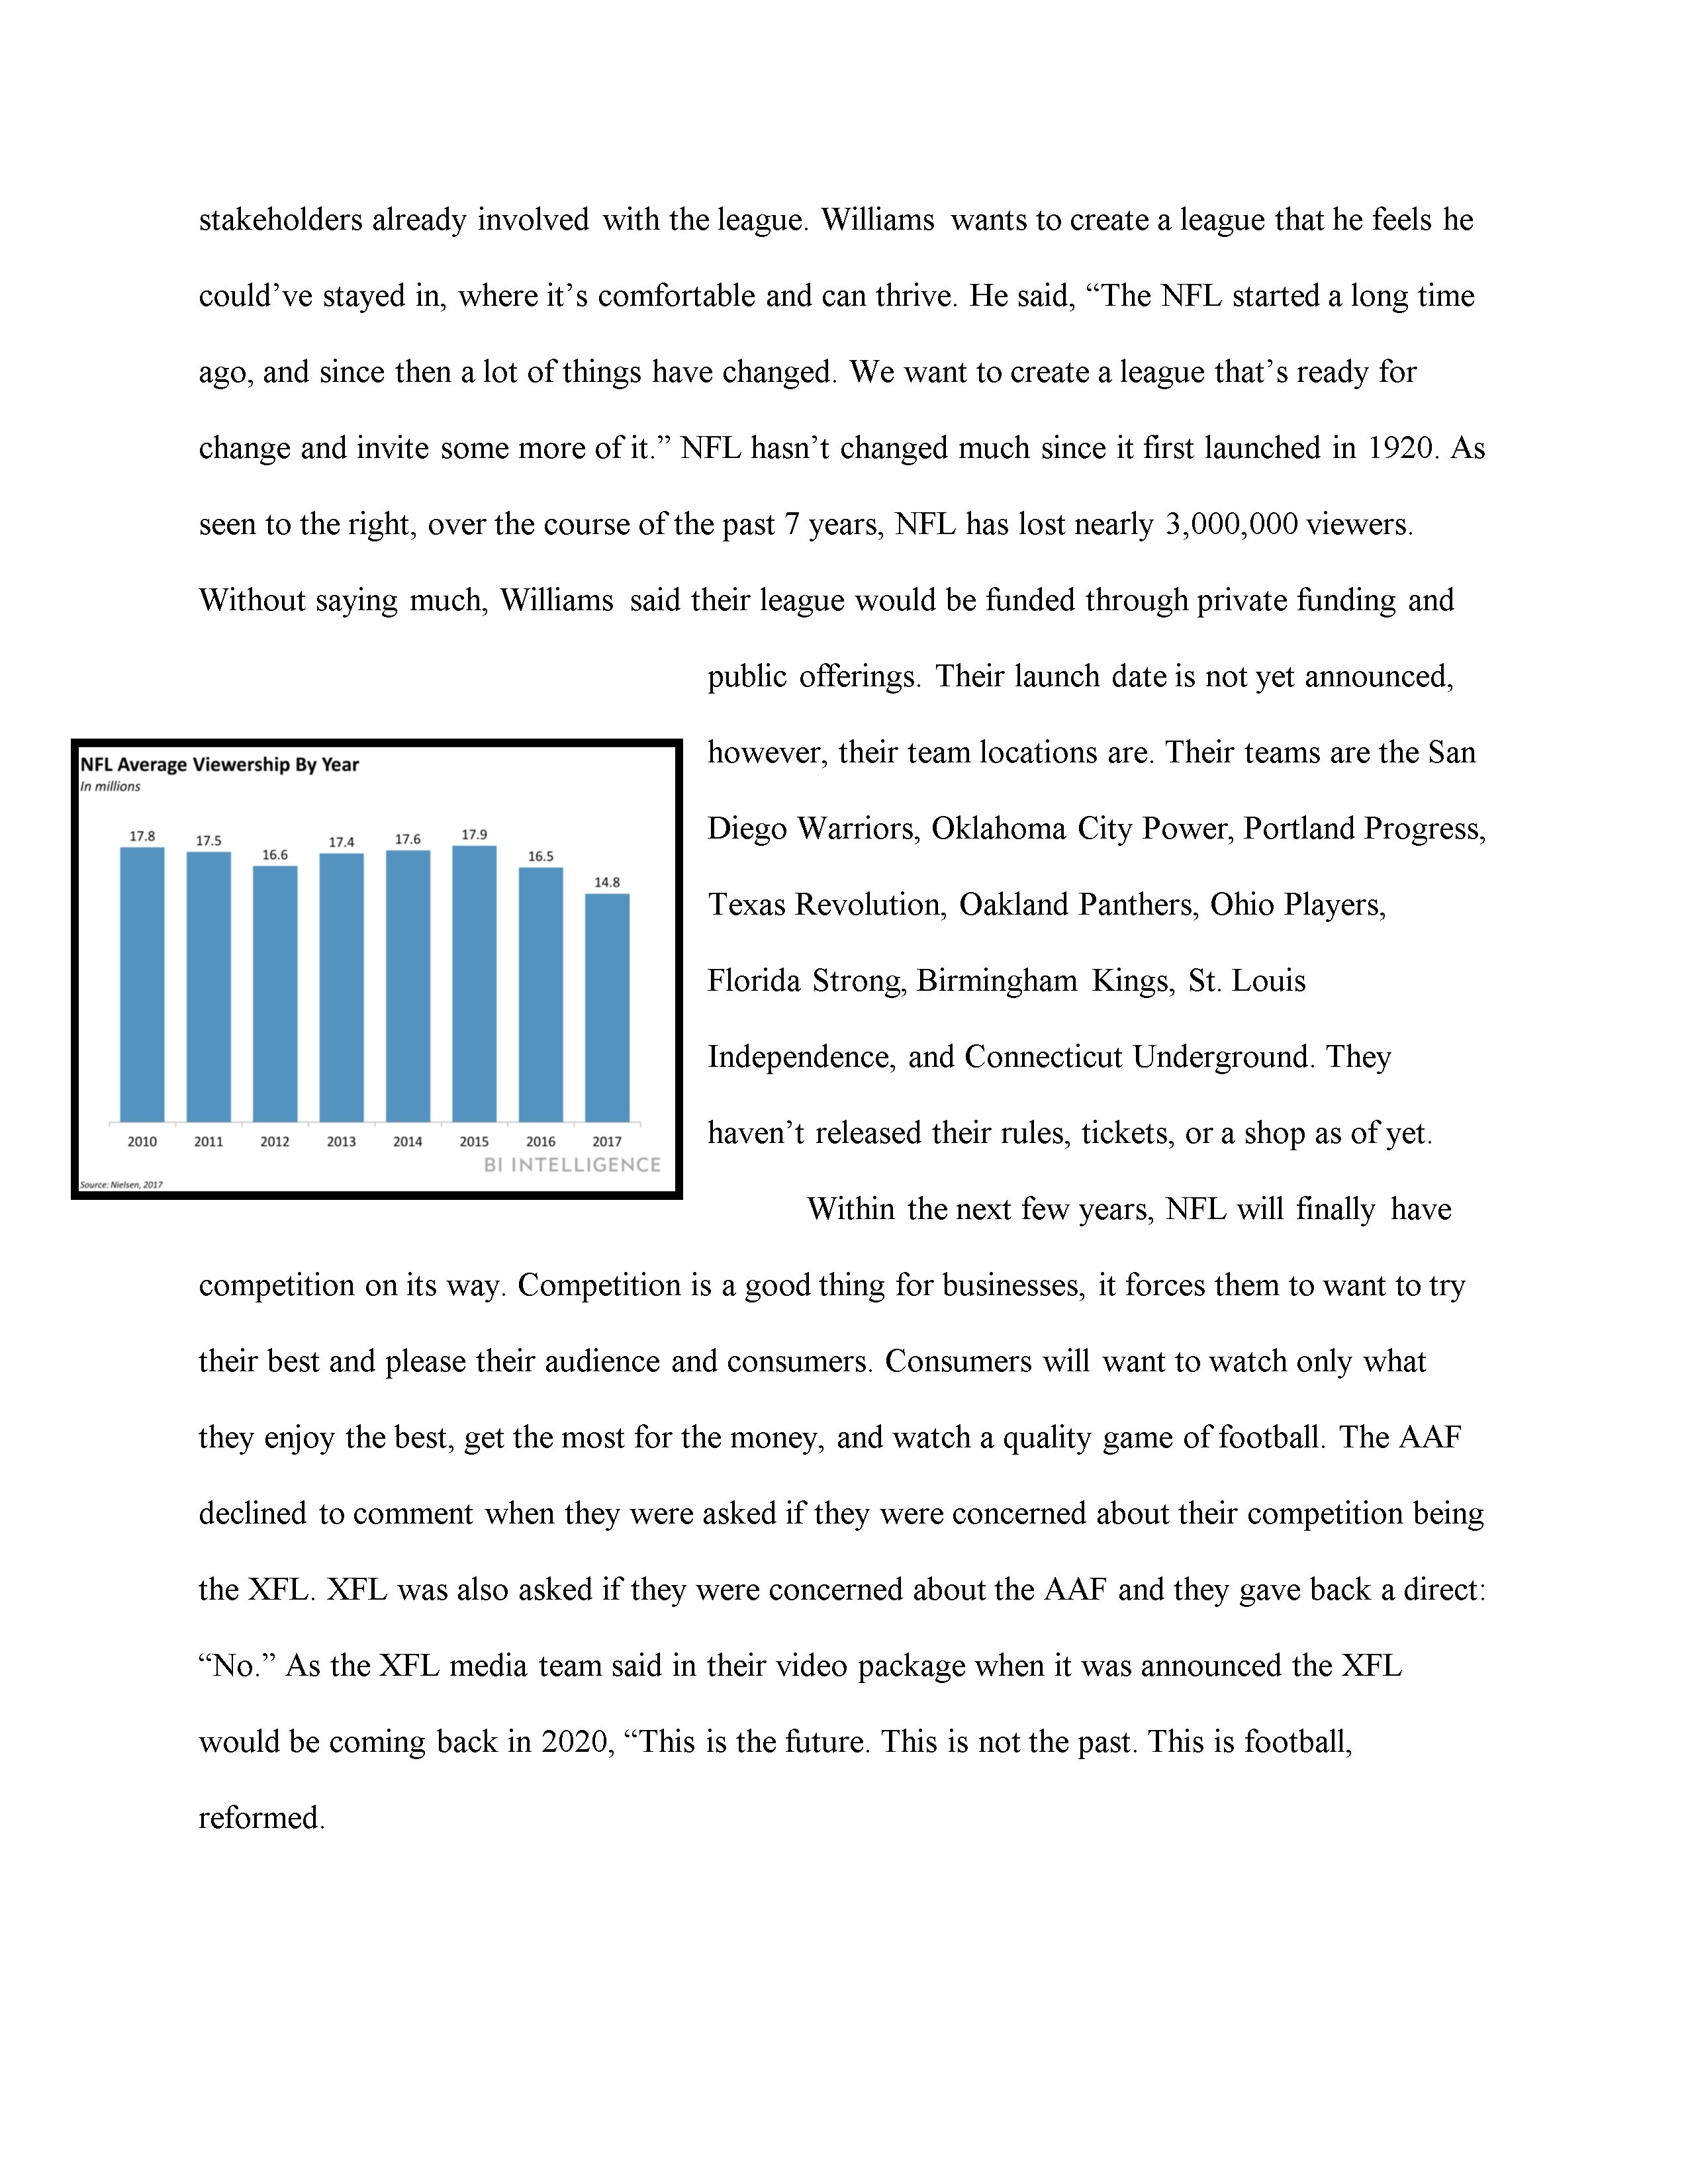 stakeholders already involved with the league. Williams wants to create a league that he feels he
could’ve stayed in, where it’s comfortable and can thrive. He said, “The NFL started a long time
ago, and since then a lot of things have changed. We want to create a league that’s ready for
change and invite some more of it.” NFL hasn’t changed much since it first launched in 1920. As
seen to the right, over the course of the past 7 years, NFL has lost nearly 3,000,000 viewers.
Without saying much, Williams said their league would be funded through private funding and
public offerings. Their launch date is not yet announced,
however, their team locations are. Their teams are the San
Diego Warriors, Oklahoma City Power, Portland Progress,
Texas Revolution, Oakland Panthers, Ohio Players,
Florida Strong, Birmingham Kings, St. Louis
Independence, and Connecticut Underground. They
haven’t released their rules, tickets, or a shop as of yet.
NFL Average Viewership By Year
In millions
17.8 17.5 16.6 17.4 17.6 17.9 16.5 14.8
2010 2011 2012 2013 2014 2015 2016 2017
BI INTELLIGENCE
Source: Nielsen, 2017
Within the next few years, NFL will finally have
competition on its way. Competition is a good thing for businesses, it forces them to want to try
their best and please their audience and consumers. Consumers will want to watch only what
they enjoy the best, get the most for the money, and watch a quality game of football. The AAF
declined to comment when they were asked if they were concerned about their competition being
the XFL. XFL was also asked if they were concerned about the AAF and they gave back a direct:
“No.” As the XFL media team said in their video package when it was announced the XFL
would be coming back in 2020, “This is the future. This is not the past. This is football,
reformed.